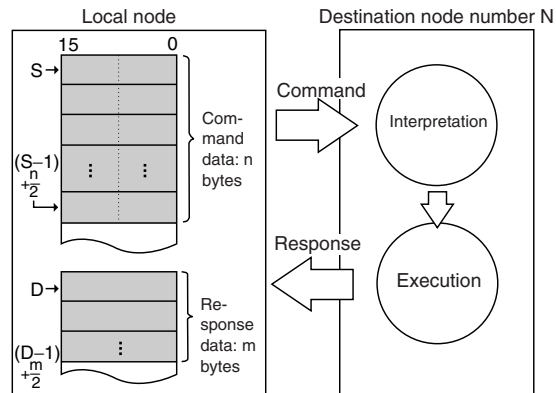 Local node
Destination node number N
15 0
S
Com-
mand
data: n
bytes
(S–1)
+n/2
Command
Interpretation
Response
Execution
D
Re-
sponse
data: m
bytes
(D–1)
+m/2